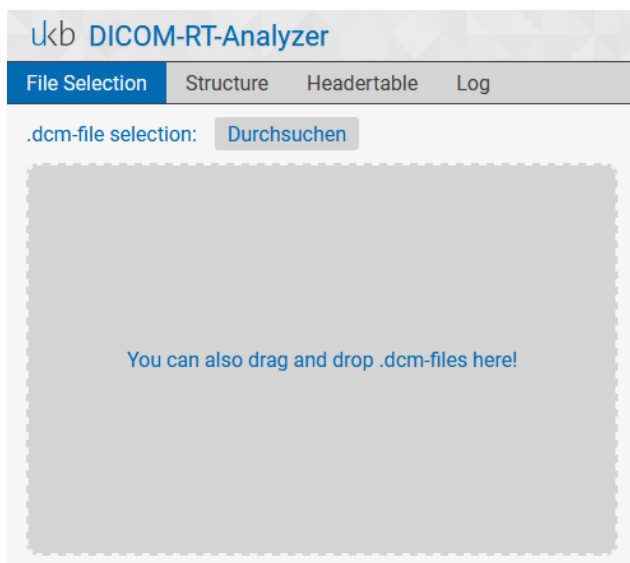 ukb DICOM-RT-Analyzer
File Selection Structure Headertable Log
.dcm-file selection: Durchsuchen
You can also drag and drop .dcm-files here!